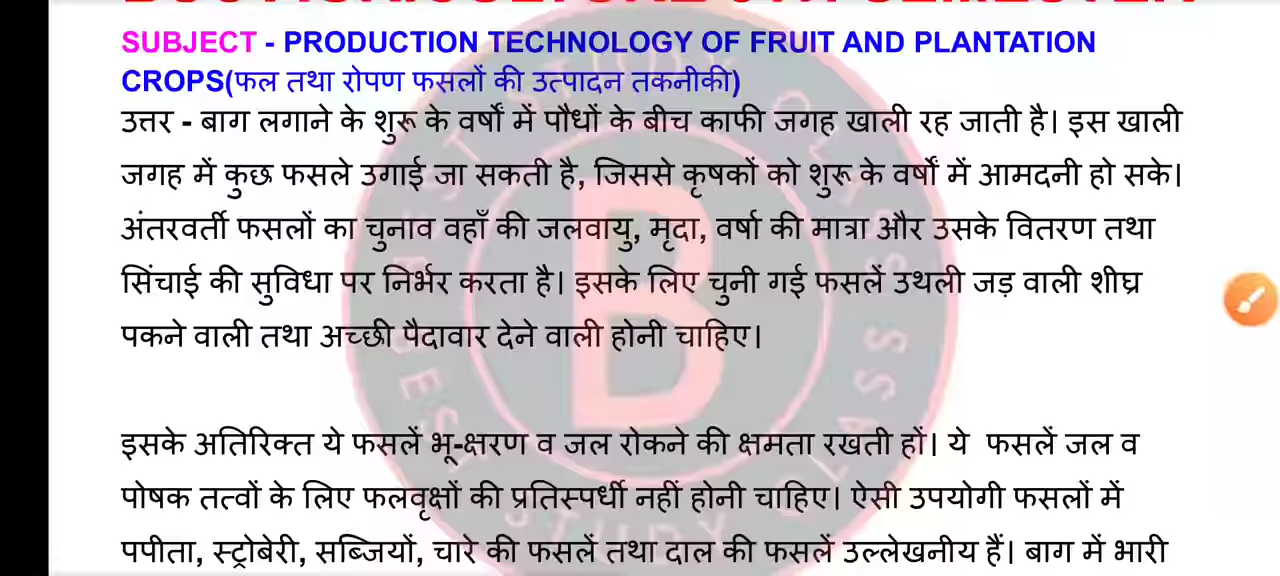 SUBJECT - PRODUCTION TECHNOLOGY OF FRUIT AND PLANTATION
CROPS(फल तथा रोपण फसलों की उत्पादन तकनीकी)
उत्तर - बाग लगाने के शुरू के वर्षों में पौधों के बीच काफी जगह खाली रह जाती है। इस खाली
जगह में कुछ फसले उगाई जा सकती है, जिससे कृषकों को शुरू के वर्षों में आमदनी हो सके।
अंतरवर्ती फसलों का चुनाव वहाँ की जलवायु, मृदा, वर्षा की मात्रा और उसके वितरण तथा
सिंचाई की सुविधा पर निर्भर करता है। इसके लिए चुनी गई फसलें उथली जड़ वाली शीघ्र
पकने वाली तथा अच्छी पैदावार देने वाली होनी चाहिए।
इसके अतिरिक्त ये फसलें भू-क्षरण व जल रोकने की क्षमता रखती हों। ये फसलें जल व
पोषक तत्वों के लिए फलवृक्षों की प्रतिस्पर्धी नहीं होनी चाहिए। ऐसी उपयोगी फसलों में
पपीता, स्ट्रोबेरी, सब्जियों, चारे की फसलें तथा दाल की फसलें उल्लेखनीय हैं। बाग में भारी
B